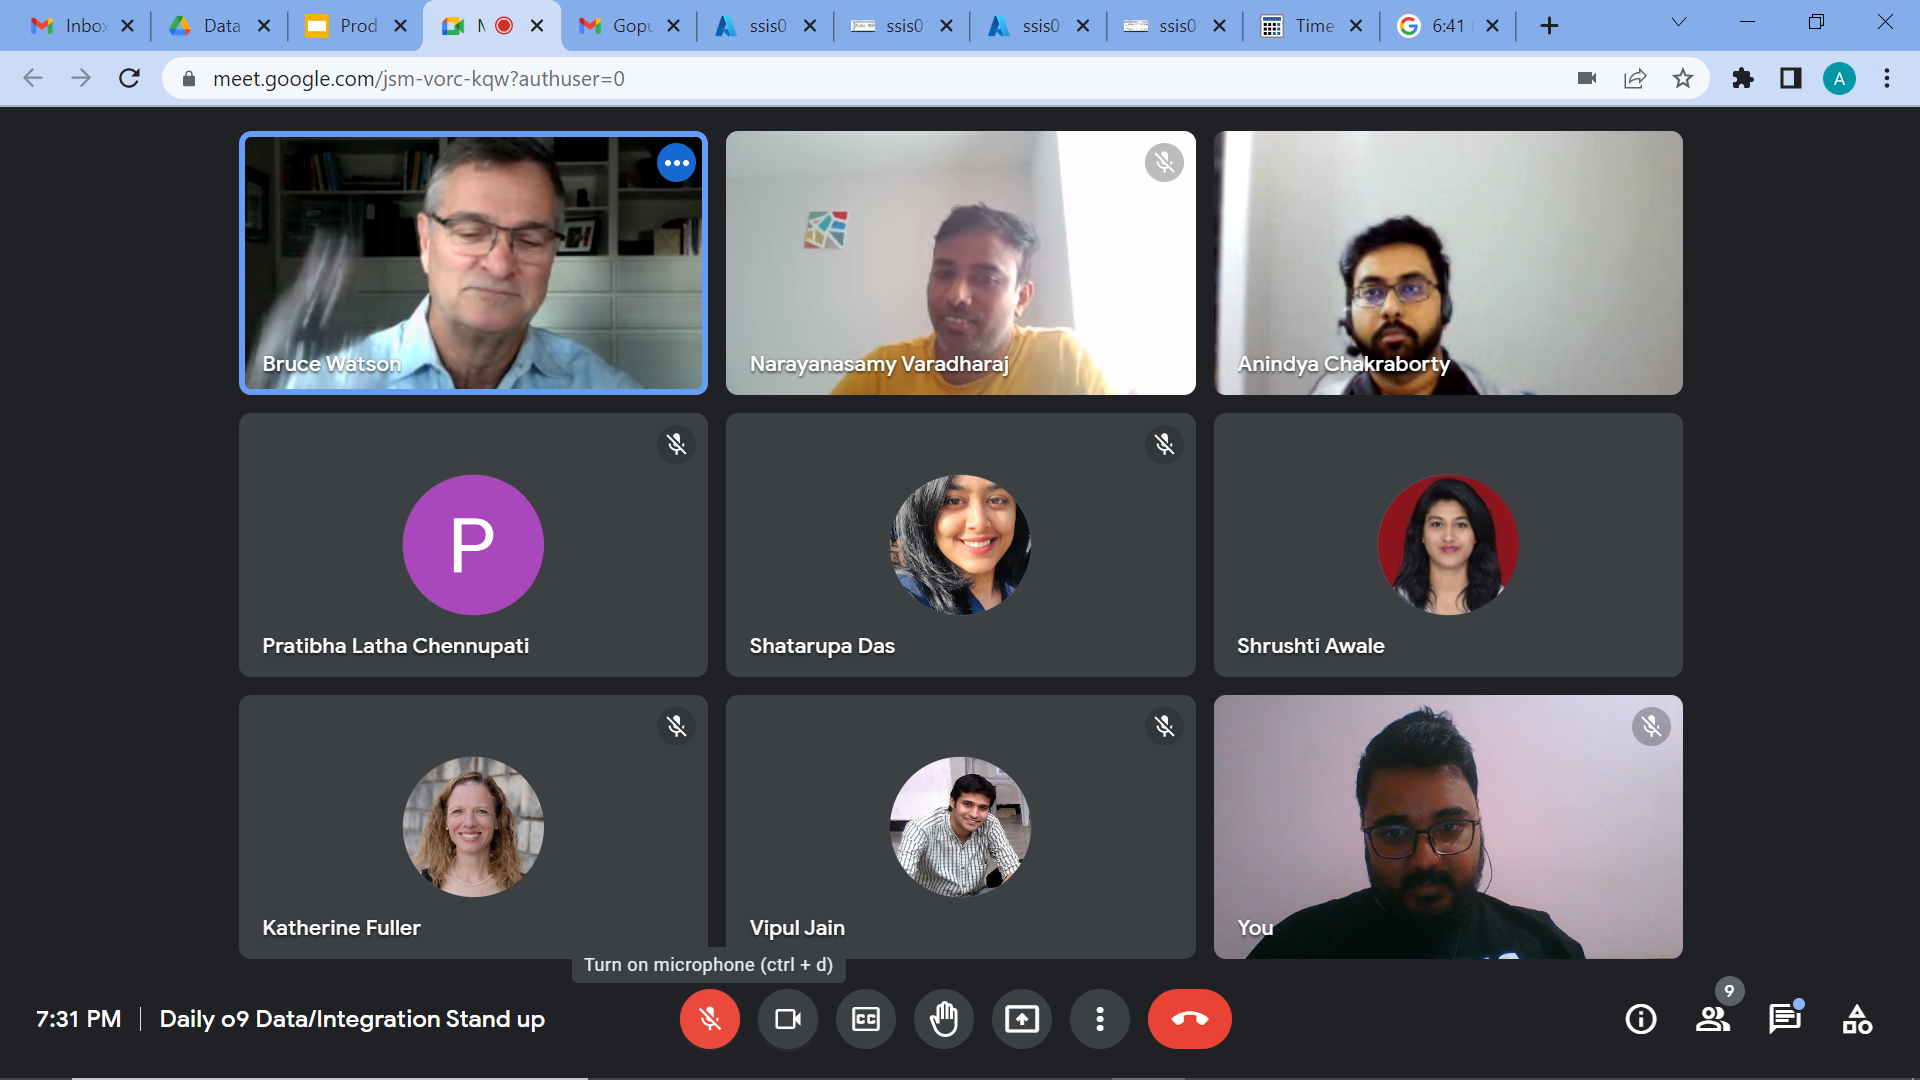 Inbo
Data
Prod
Gopu
ssis0
ssis0
ssis0
ssis0
Time
6:41
meet.google.com/jsm-vorc-kqw?authuser=0
A
Bruce Watson
Narayanasamy Varadharaj
Anindya Chakraborty
P
Pratibha Latha Chennupati
Shatarupa Das
Shrushti Awale
Katherine Fuller
Vipul Jain
You
Turn on microphone (ctrl + d)
7:31 PM
Daily o9 Data/Integration Stand up
CC
9